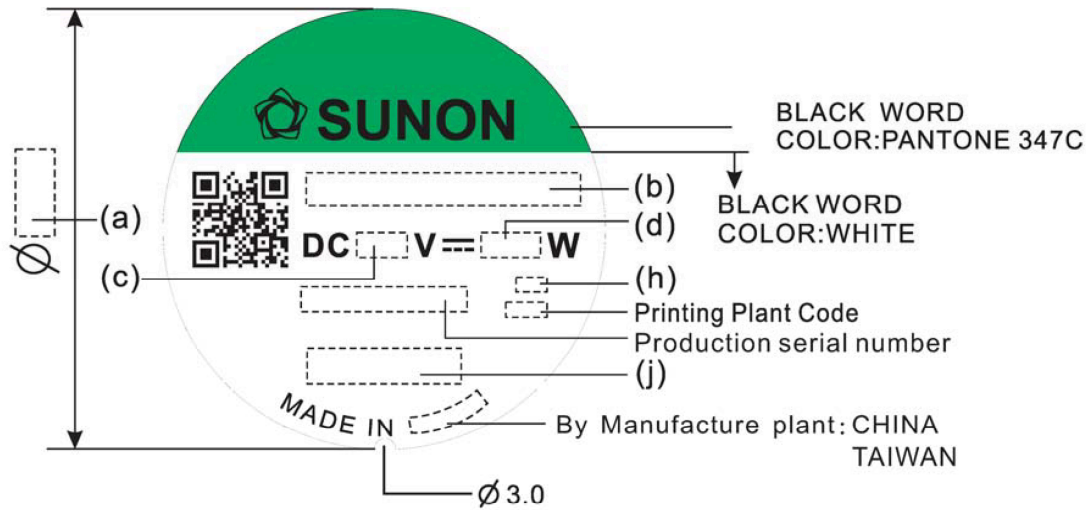 SUNON
BLACK WORD
COLOR:PANTONE 347C
(a)
(b)
BLACK WORD
COLOR:WHITE
(d)
DC V W
(c)
(h)
Printing Plant Code
Production serial number
(j)
MADE IN
By Manufacture plant: CHINA
TAIWAN
Ø
Ø 3.0